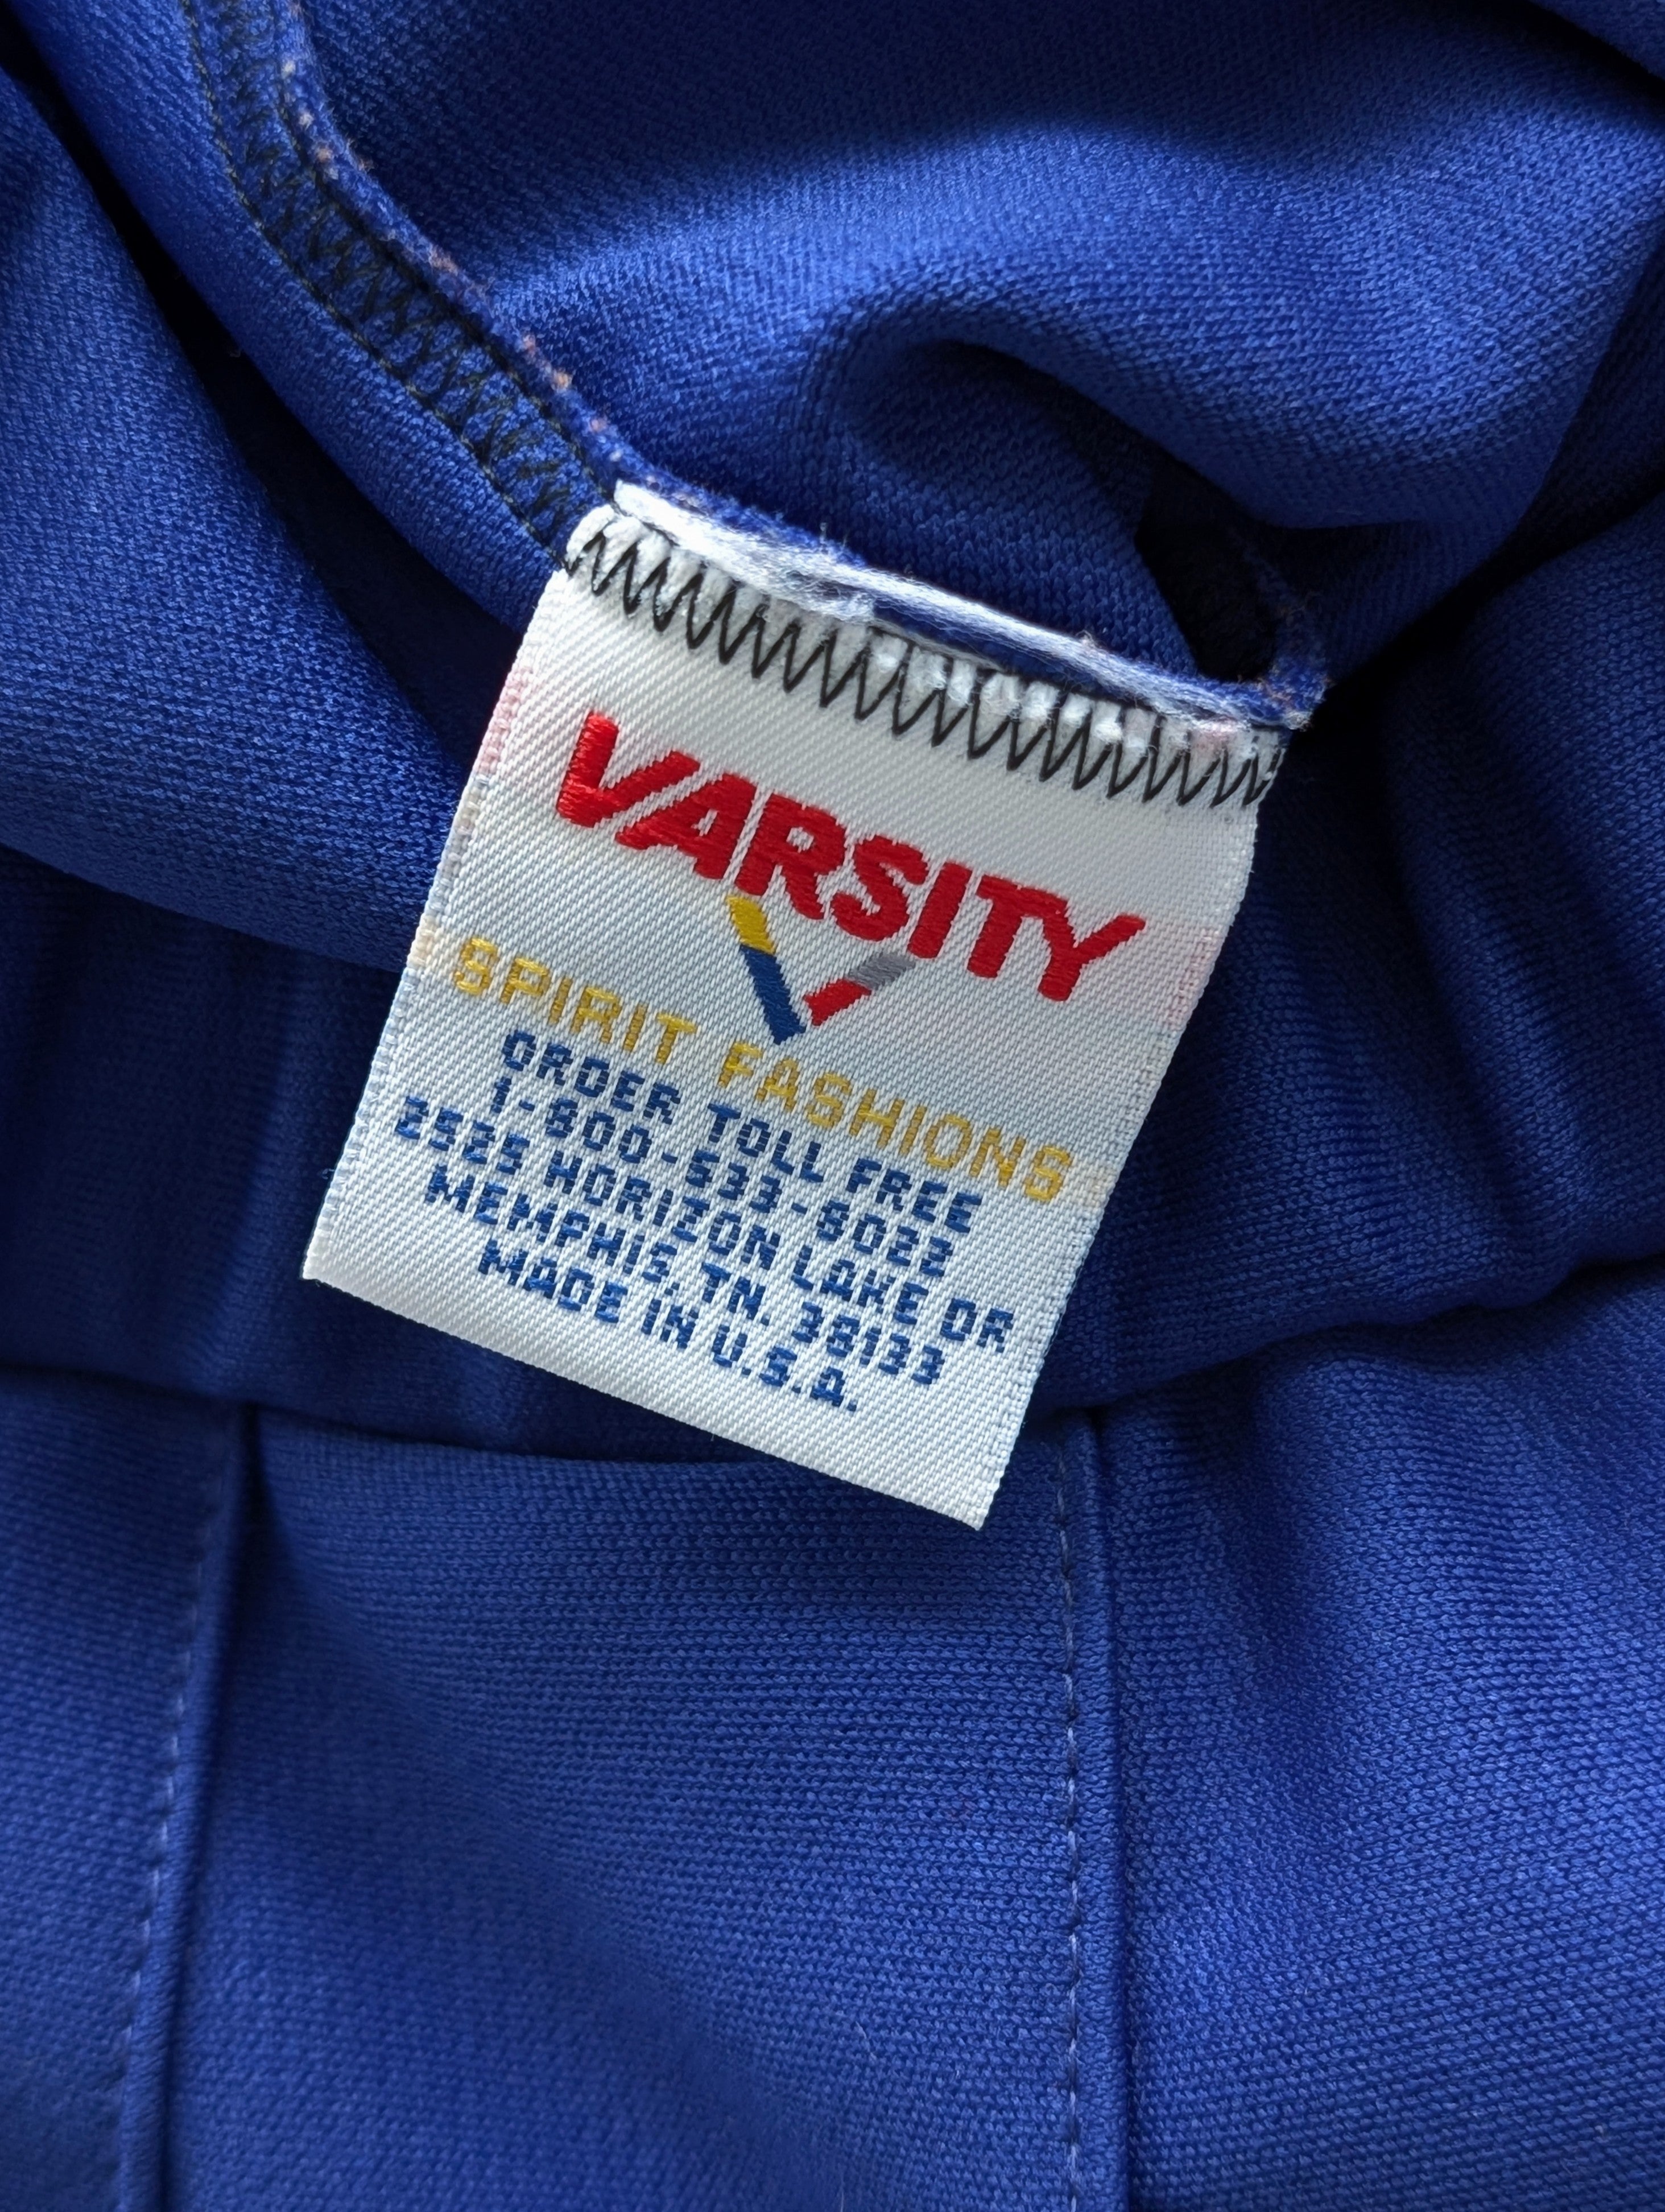 VARSITY
SPIRIT FASHIONS
ORDER TOLL FREE
1-800-533-8022
2525 HORIZON LAKE DR
MEMPHIS, TN. 38133
MADE IN U.S.A.